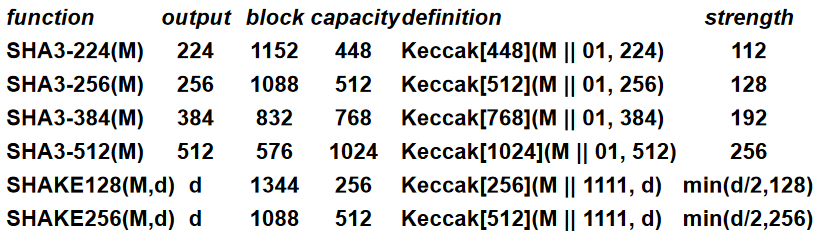 function output block capacity definition strength
SHA3-224(M) 224 1152 448 Keccak[448](M || 01, 224) 112
SHA3-256(M) 256 1088 512 Keccak[512](M || 01, 256) 128
SHA3-384(M) 384 832 768 Keccak[768](M || 01, 384) 192
SHA3-512(M) 512 576 1024 Keccak[1024](M || 01, 512) 256
SHAKE128(M,d) d 1344 256 Keccak[256](M || 1111, d) min(d/2,128)
SHAKE256(M,d) d 1088 512 Keccak[512](M || 1111, d) min(d/2,256)